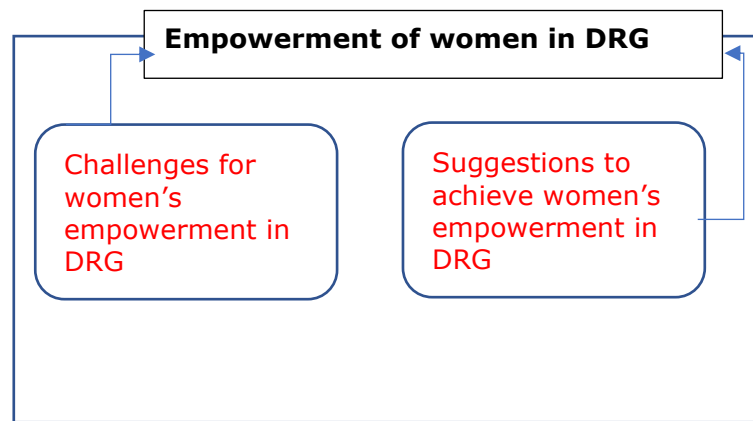 Empowerment of women in DRG
Challenges for
women’s
empowerment in
DRG
Suggestions to
achieve women’s
empowerment in
DRG